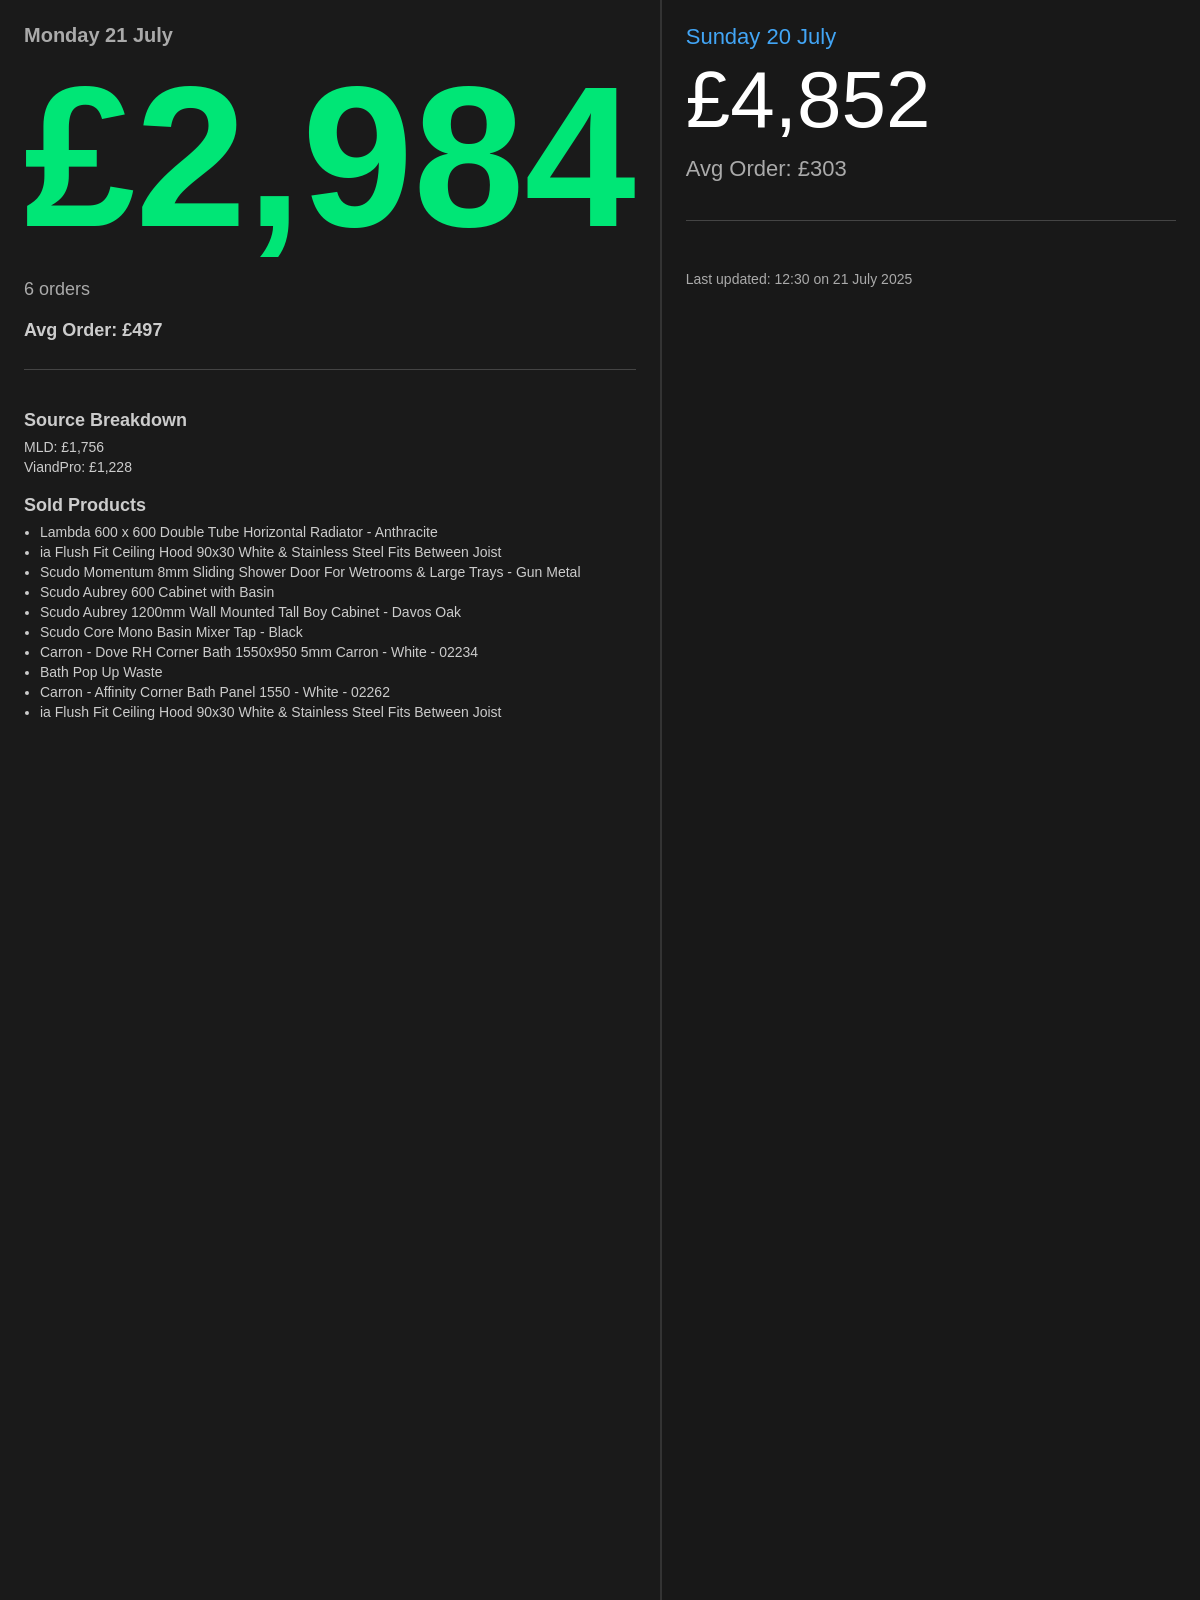 Monday 21 July
£2,984
6 orders
Avg Order: £497
Source Breakdown
MLD: £1,756
ViandPro: £1,228
Sold Products
• Lambda 600 x 600 Double Tube Horizontal Radiator - Anthracite
• ia Flush Fit Ceiling Hood 90x30 White & Stainless Steel Fits Between Joist
• Scudo Momentum 8mm Sliding Shower Door For Wetrooms & Large Trays - Gun Metal
• Scudo Aubrey 600 Cabinet with Basin
• Scudo Aubrey 1200mm Wall Mounted Tall Boy Cabinet - Davos Oak
• Scudo Core Mono Basin Mixer Tap - Black
• Carron - Dove RH Corner Bath 1550x950 5mm Carron - White - 02234
• Bath Pop Up Waste
• Carron - Affinity Corner Bath Panel 1550 - White - 02262
• ia Flush Fit Ceiling Hood 90x30 White & Stainless Steel Fits Between Joist
Sunday 20 July
£4,852
Avg Order: £303
Last updated: 12:30 on 21 July 2025